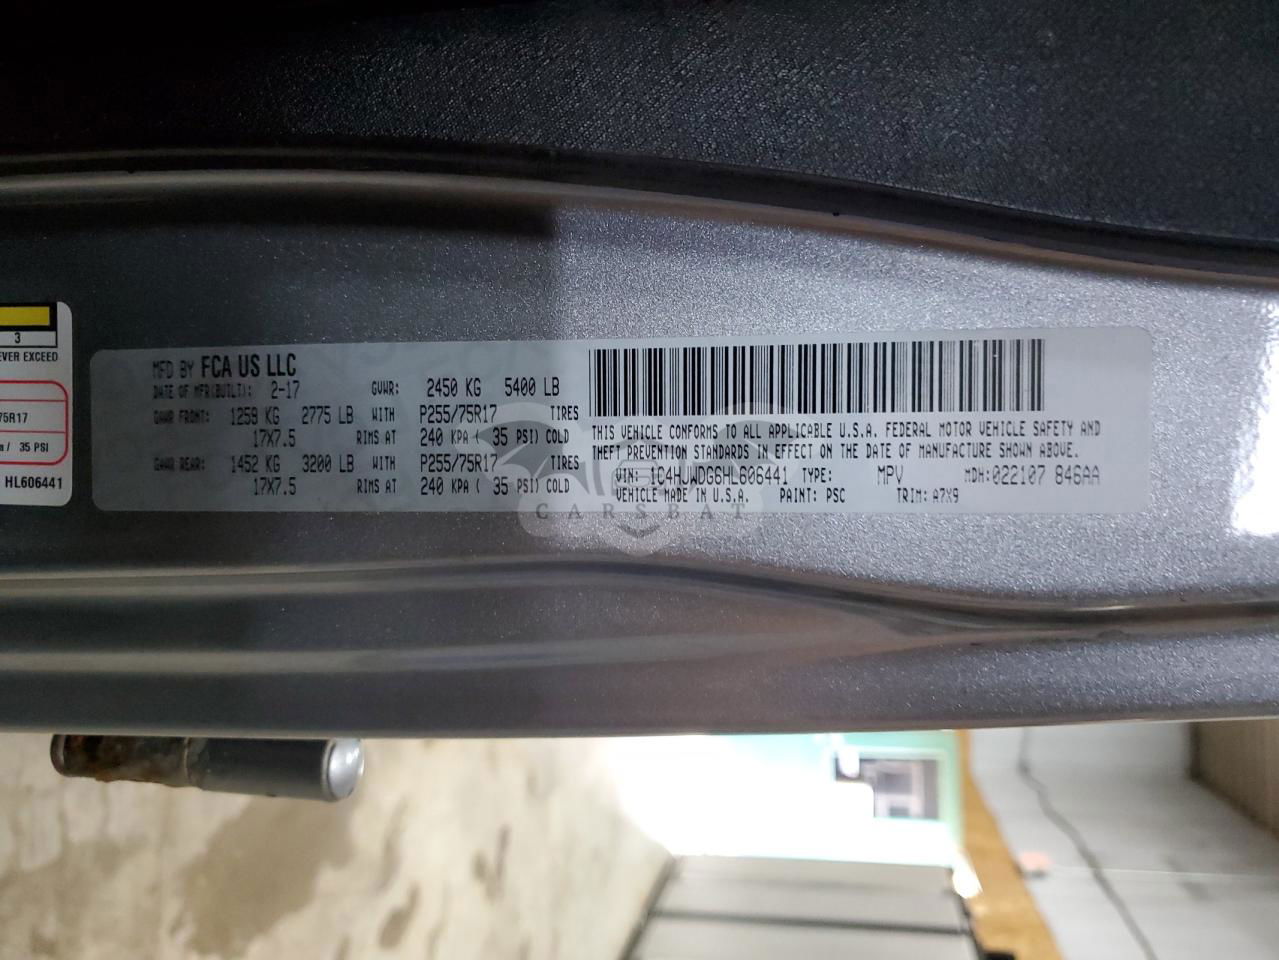 3
EVER EXCEED
75R17
/ 35 PSI
HL606441
MFD BY FCA US LLC
DATE OF MFR(BUILT): 2-17 GVWR: 2450 KG 5400 LB
GAWR FRONT: 1259 KG 2775 LB WITH P255/75R17 TIRES
17X7.5 RIMS AT 240 KPA ( 35 PSI) COLD
GAWR REAR: 1452 KG 3200 LB WITH P255/75R17 TIRES
17X7.5 RIMS AT 240 KPA ( 35 PSI) COLD
THIS VEHICLE CONFORMS TO ALL APPLICABLE U.S.A. FEDERAL MOTOR VEHICLE SAFETY AND
THEFT PREVENTION STANDARDS IN EFFECT ON THE DATE OF MANUFACTURE SHOWN ABOVE.
VIN: 1C4HJWDG6HL606441 TYPE: MPV MDH:022107 846AA
VEHICLE MADE IN U.S.A. PAINT: PSC TRIM: A7X9
CARSBAT